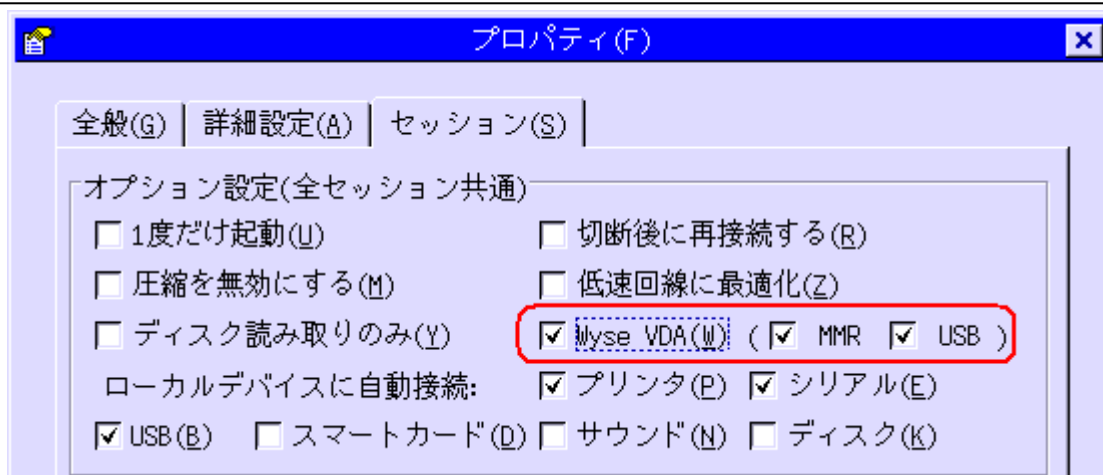 プロパティ(F)
全般(G) 詳細設定(A) セッション(S)
オプション設定(全セッション共通)
1度だけ起動(U) 切断後に再接続する(R)
圧縮を無効にする(M) 低速回線に最適化(Z)
ディスク読み取りのみ(Y) Wyse VDA(W) ( MMR USB )
ローカルデバイスに自動接続: プリンタ(P) シリアル(E)
USB(B) スマートカード(D) サウンド(N) ディスク(K)